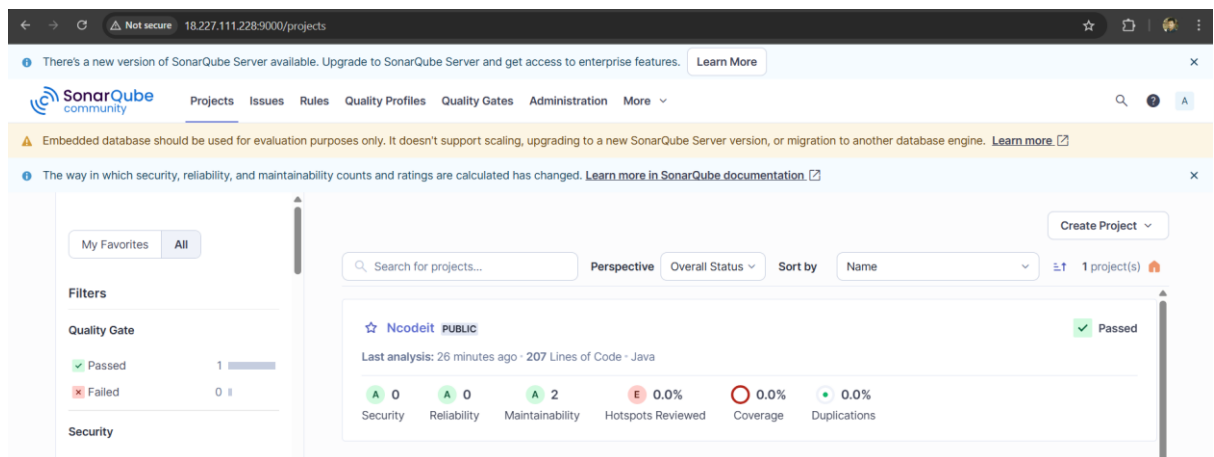 Not secure 18.227.111.228:9000/projects
There's a new version of SonarQube Server available. Upgrade to SonarQube Server and get access to enterprise features. Learn More
SonarQube community Projects Issues Rules Quality Profiles Quality Gates Administration More A
Embedded database should be used for evaluation purposes only. It doesn't support scaling, upgrading to a new SonarQube Server version, or migration to another database engine. Learn more
The way in which security, reliability, and maintainability counts and ratings are calculated has changed. Learn more in SonarQube documentation
Create Project
My Favorites All
Search for projects... Perspective Overall Status Sort by Name 1 project(s)
Filters
Quality Gate
Passed 1
Failed 0
Security
Ncodeit PUBLIC Passed
Last analysis: 26 minutes ago · 207 Lines of Code · Java
A 0 A 0 A 2 E 0.0% 0.0% 0.0%
Security Reliability Maintainability Hotspots Reviewed Coverage Duplications